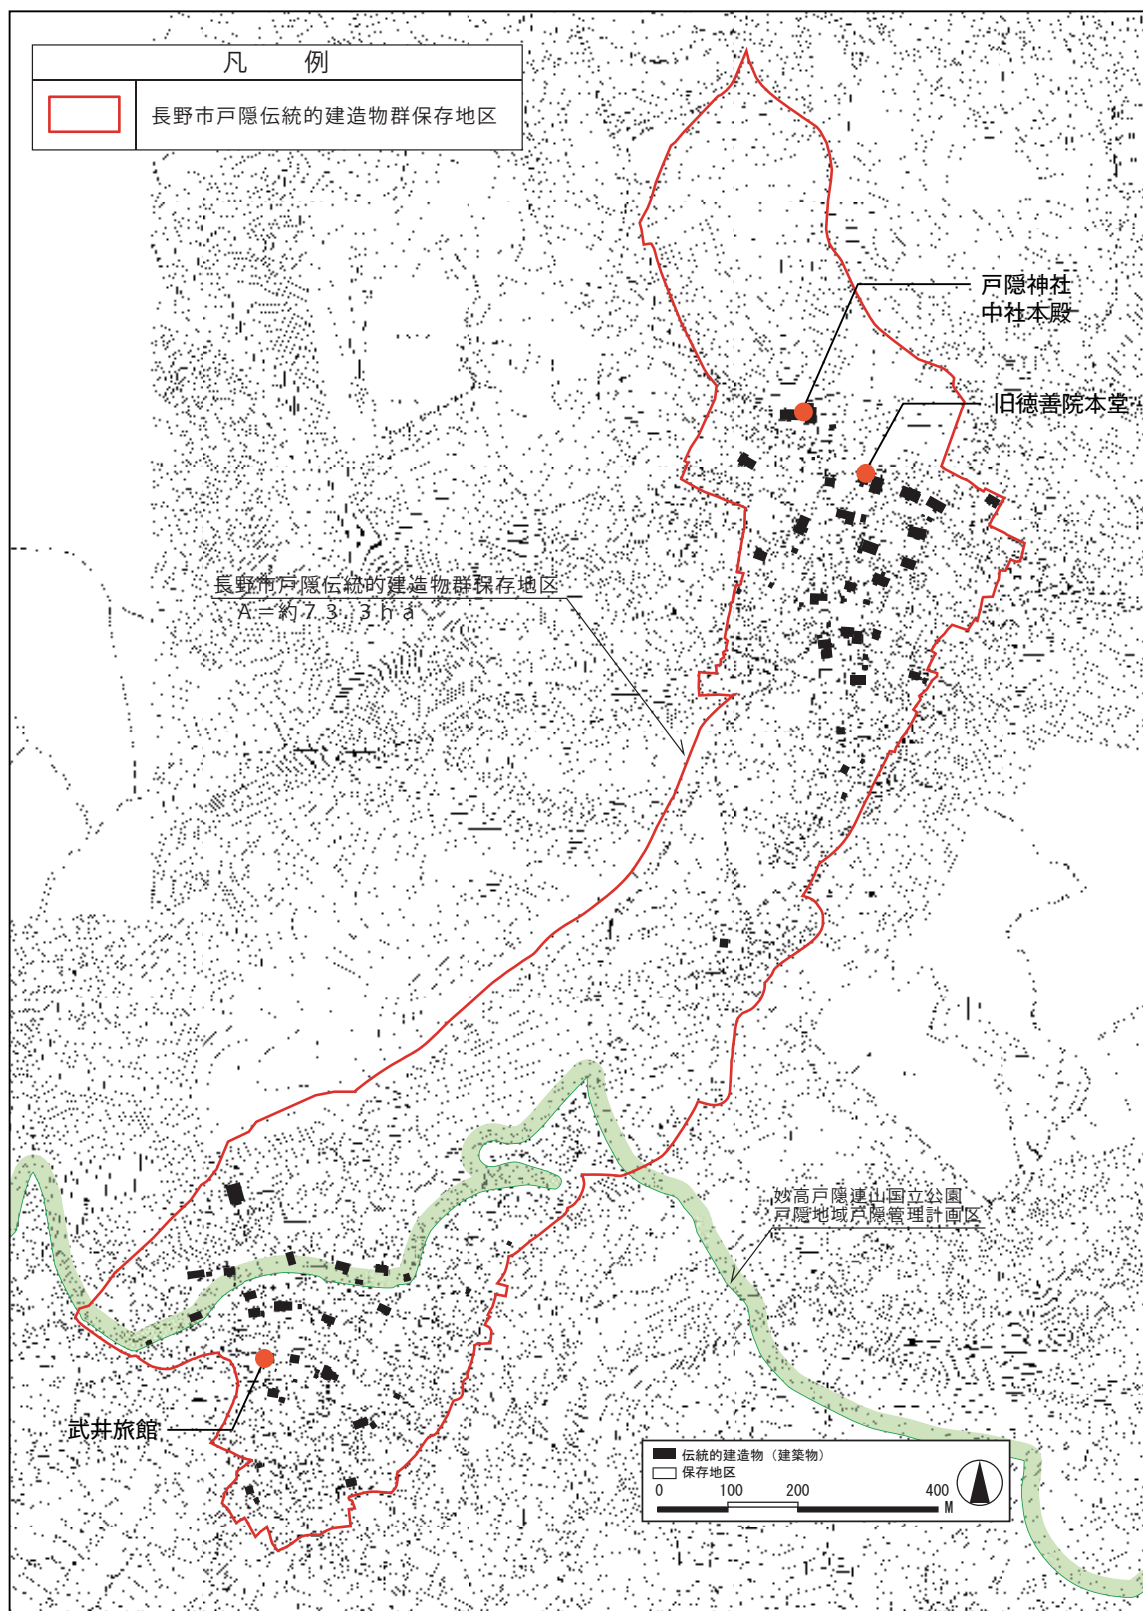 凡　例
長野市戸隠伝統的建造物群保存地区
戸隠神社
中社本殿
旧徳善院本堂
長野市戸隠伝統的建造物群保存地区
A＝約73.3ha
妙高戸隠連山国立公園
戸隠地域戸隠管理計画区
武井旅館
伝統的建造物（建築物）
保存地区
0 100 200 400 M